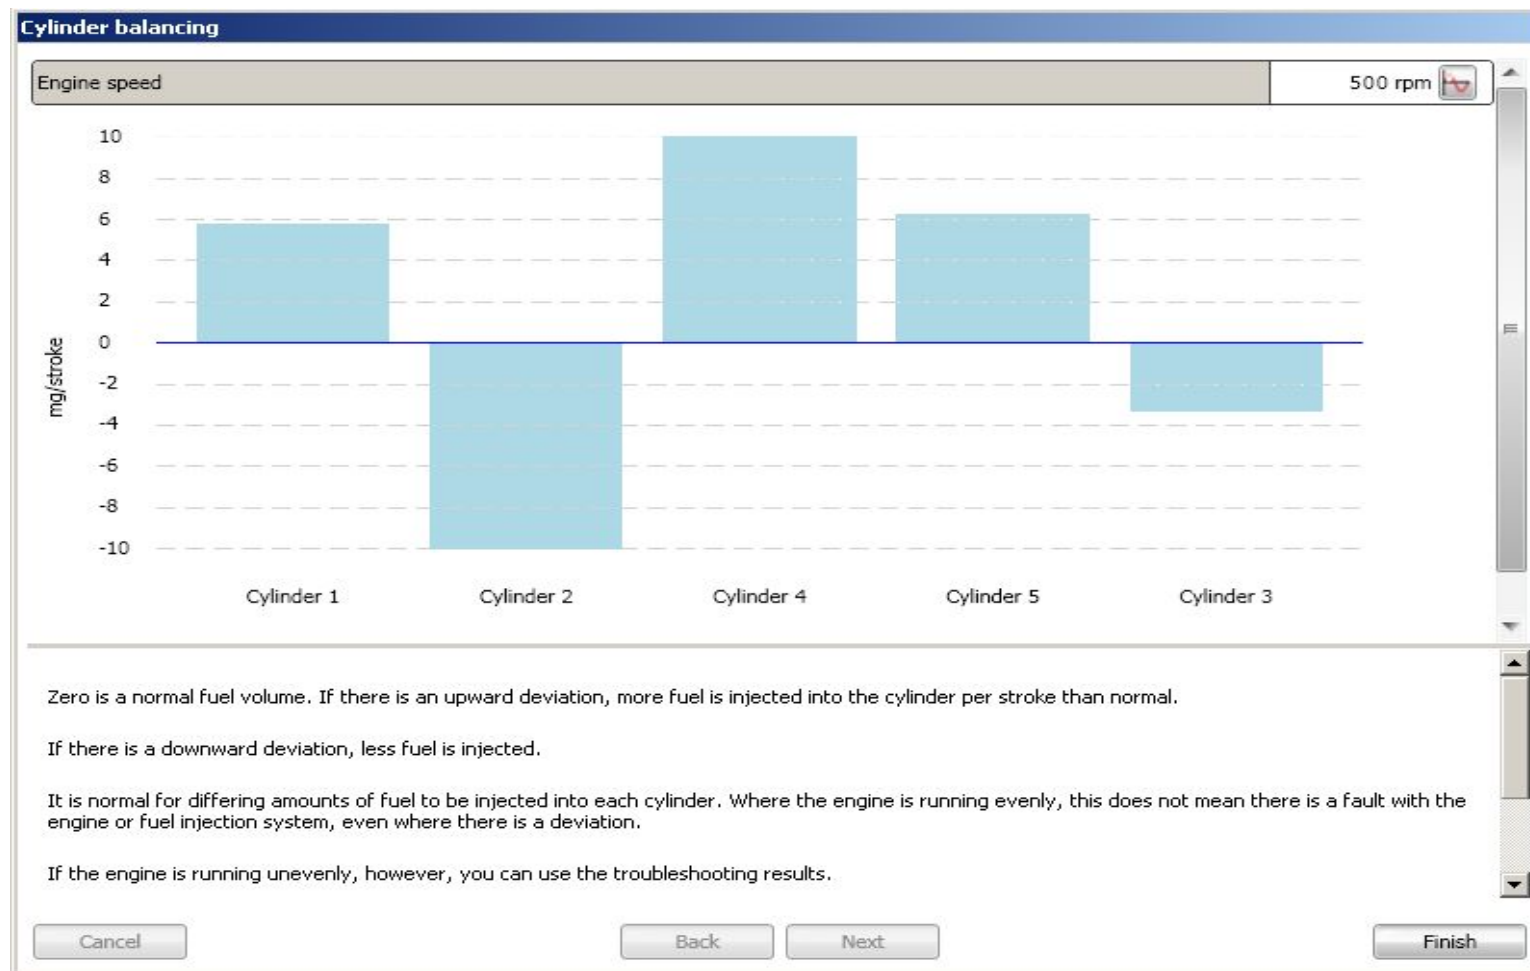 Cylinder balancing
Engine speed
500 rpm
10
8
6
4
2
0
-2
-4
-6
-8
-10
mg/stroke
Cylinder 1
Cylinder 2
Cylinder 4
Cylinder 5
Cylinder 3
Zero is a normal fuel volume. If there is an upward deviation, more fuel is injected into the cylinder per stroke than normal.
If there is a downward deviation, less fuel is injected.
It is normal for differing amounts of fuel to be injected into each cylinder. Where the engine is running evenly, this does not mean there is a fault with the
engine or fuel injection system, even where there is a deviation.
If the engine is running unevenly, however, you can use the troubleshooting results.
Cancel
Back
Next
Finish